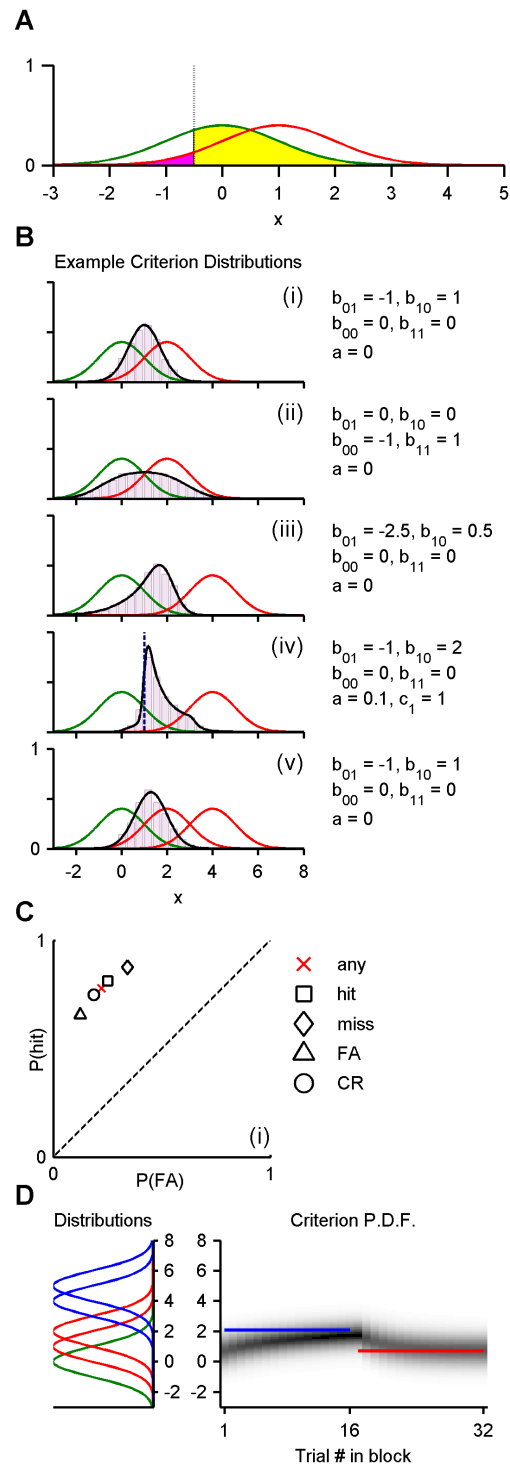 A
1
0
-3 -2 -1 0 1 2 3 4 5
x
B
Example Criterion Distributions
(i)
b01 = -1, b10 = 1
b00 = 0, b11 = 0
a = 0
(ii)
b01 = 0, b10 = 0
b00 = -1, b11 = 1
a = 0
(iii)
b01 = -2.5, b10 = 0.5
b00 = 0, b11 = 0
a = 0
(iv)
b01 = -1, b10 = 2
b00 = 0, b11 = 0
a = 0.1, c1 = 1
1
(v)
b01 = -1, b10 = 1
b00 = 0, b11 = 0
a = 0
0
-2 0 2 4 6 8
x
C
1
P(hit)
0
0 1
P(FA)
(i)
any
hit
miss
FA
CR
D
Distributions
Criterion P.D.F.
8 8
6 6
4 4
2 2
0 0
-2 -2
1 16 32
Trial # in block